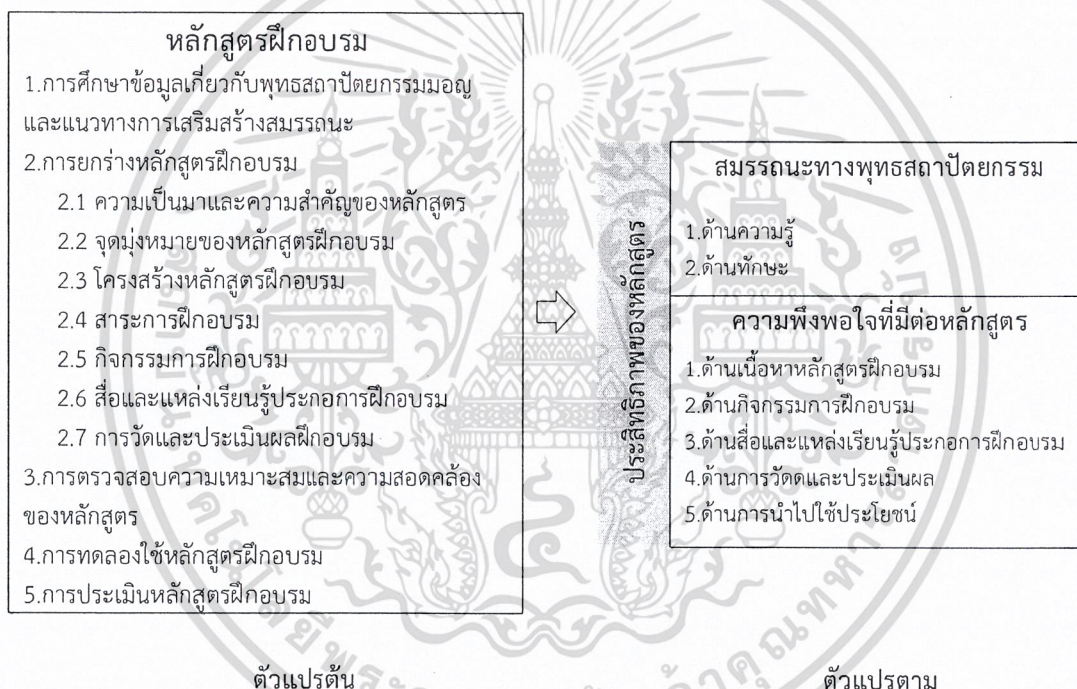 หลักสูตรฝึกอบรม
1.การศึกษาข้อมูลเกี่ยวกับพุทธสถาปัตยกรรมมอญ
และแนวทางการเสริมสร้างสมรรถนะ
2.การยกร่างหลักสูตรฝึกอบรม
2.1 ความเป็นมาและความสำคัญของหลักสูตร
2.2 จุดมุ่งหมายของหลักสูตรฝึกอบรม
2.3 โครงสร้างหลักสูตรฝึกอบรม
2.4 สาระการฝึกอบรม
2.5 กิจกรรมการฝึกอบรม
2.6 สื่อและแหล่งเรียนรู้ประกอการฝึกอบรม
2.7 การวัดและประเมินผลฝึกอบรม
3.การตรวจสอบความเหมาะสมและความสอดคล้อง
ของหลักสูตร
4.การทดลองใช้หลักสูตรฝึกอบรม
5.การประเมินหลักสูตรฝึกอบรม
ตัวแปรต้น
ประสิทธิภาพของหลักสูตร
สมรรถนะทางพุทธสถาปัตยกรรม
1.ด้านความรู้
2.ด้านทักษะ
ความพึงพอใจที่มีต่อหลักสูตร
1.ด้านเนื้อหาหลักสูตรฝึกอบรม
2.ด้านกิจกรรมการฝึกอบรม
3.ด้านสื่อและแหล่งเรียนรู้ประกอการฝึกอบรม
4.ด้านการวัดดและประเมินผล
5.ด้านการนำไปใช้ประโยชน์
ตัวแปรตาม